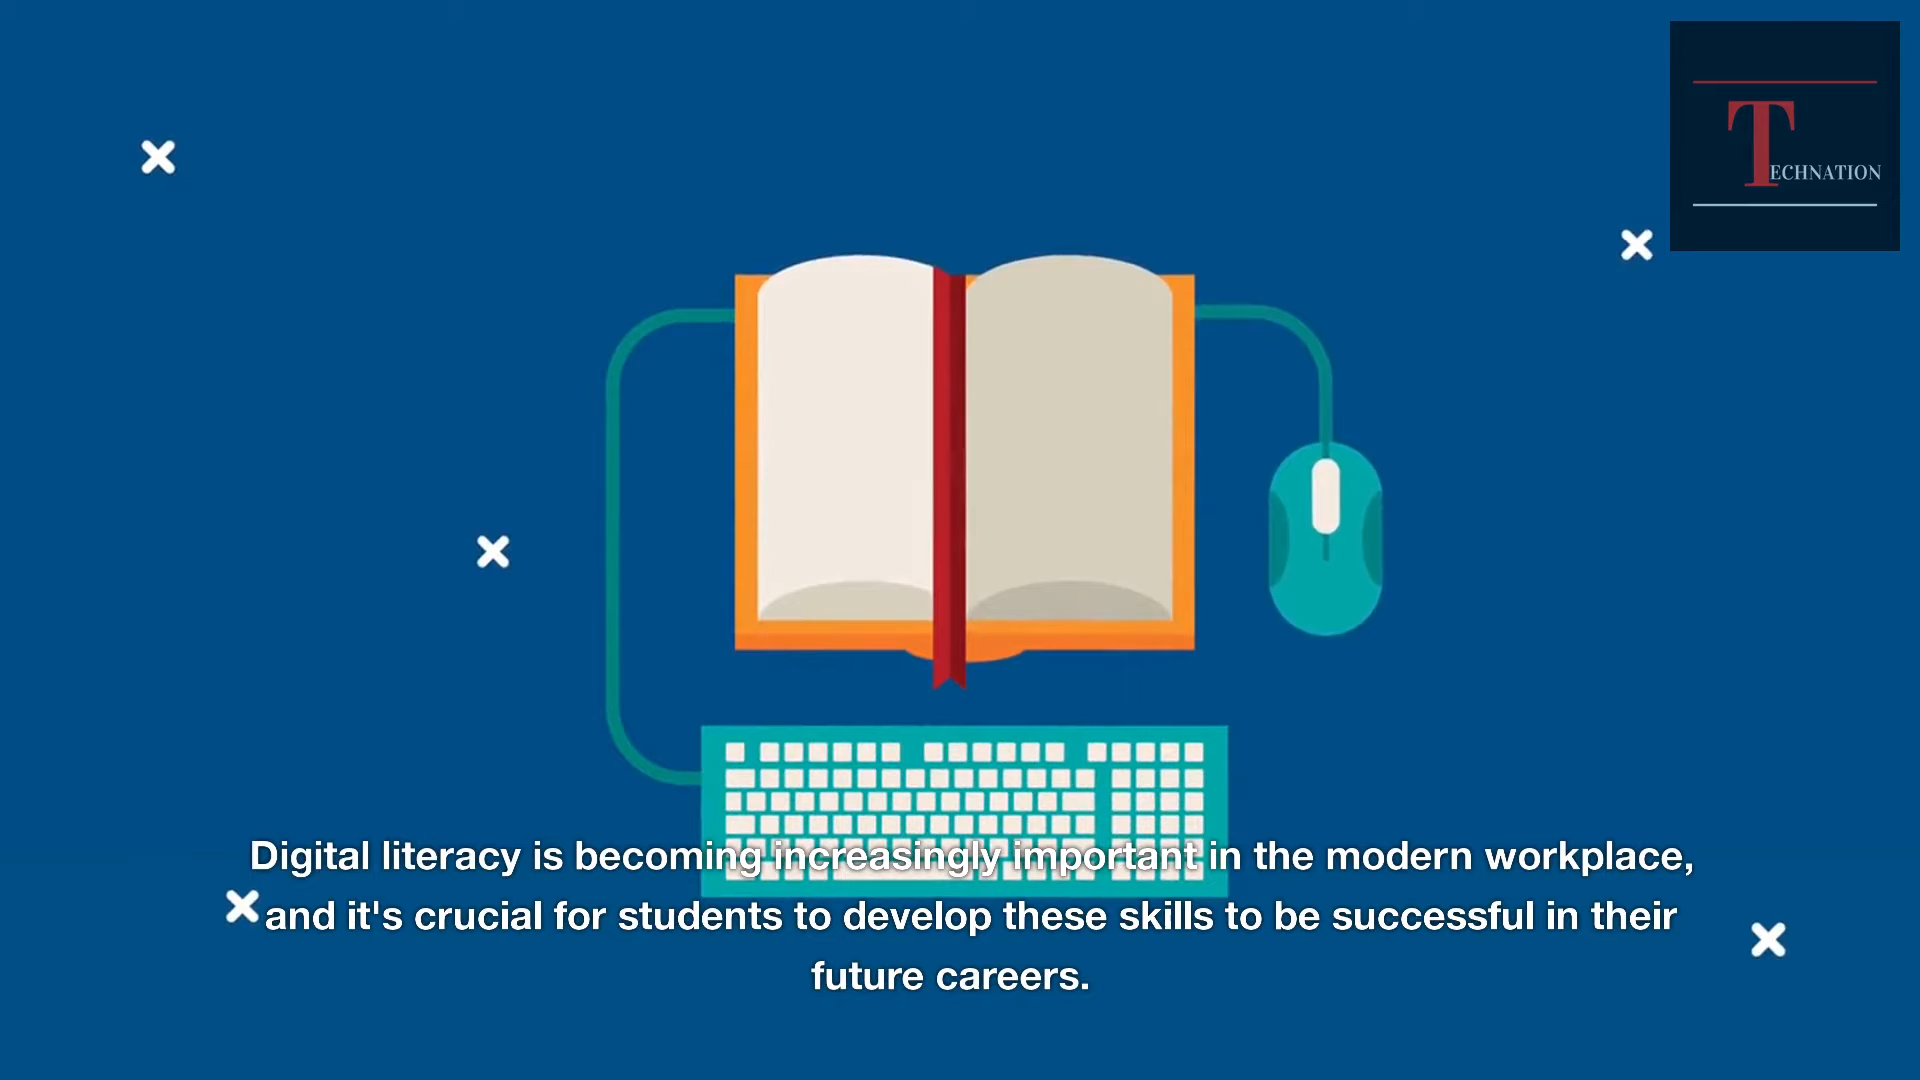 TECHNATION
Digital literacy is becoming increasingly important in the modern workplace,
and it's crucial for students to develop these skills to be successful in their
future careers.